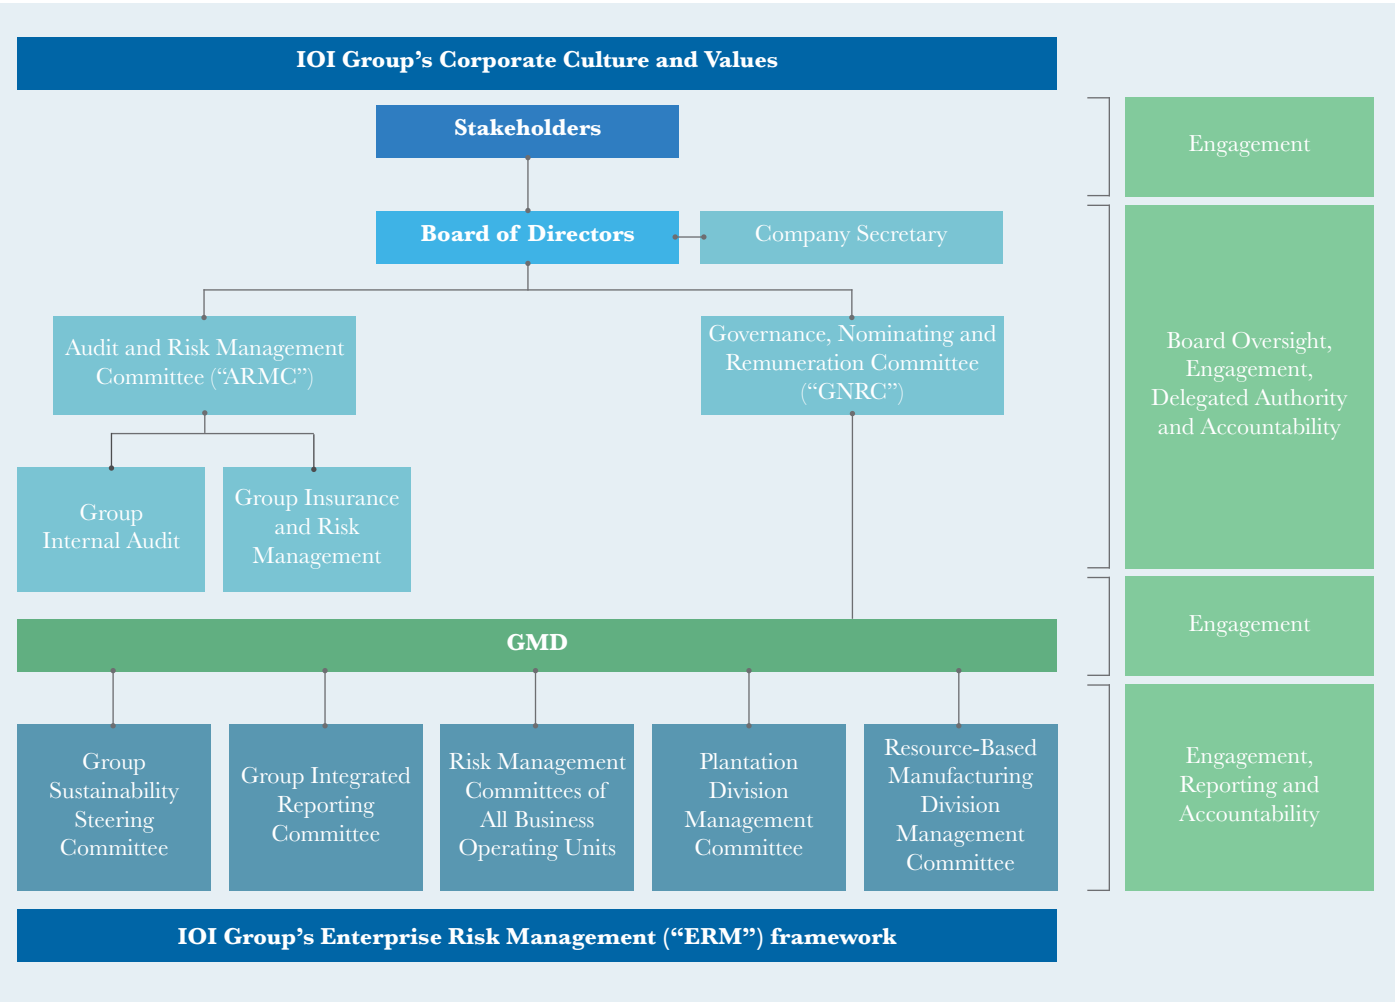 IOI Group’s Corporate Culture and Values
Stakeholders
Engagement
Board of Directors
Company Secretary
Audit and Risk Management
Committee (“ARMC”)
Governance, Nominating and
Remuneration Committee
(“GNRC”)
Board Oversight,
Engagement,
Delegated Authority
and Accountability
Group
Internal Audit
Group Insurance
and Risk
Management
GMD
Engagement
Group
Sustainability
Steering
Committee
Group Integrated
Reporting
Committee
Risk Management
Committees of
All Business
Operating Units
Plantation
Division
Management
Committee
Resource-Based
Manufacturing
Division
Management
Committee
Engagement,
Reporting and
Accountability
IOI Group’s Enterprise Risk Management (“ERM”) framework